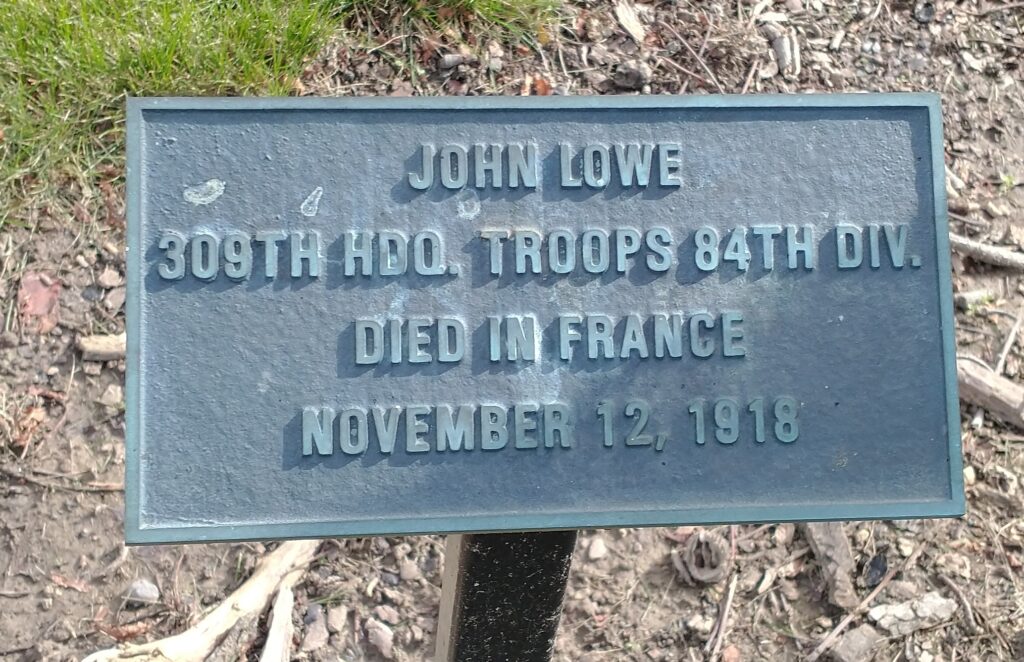 JOHN LOWE
309TH HDQ. TROOPS 84TH DIV.
DIED IN FRANCE
NOVEMBER 12, 1918